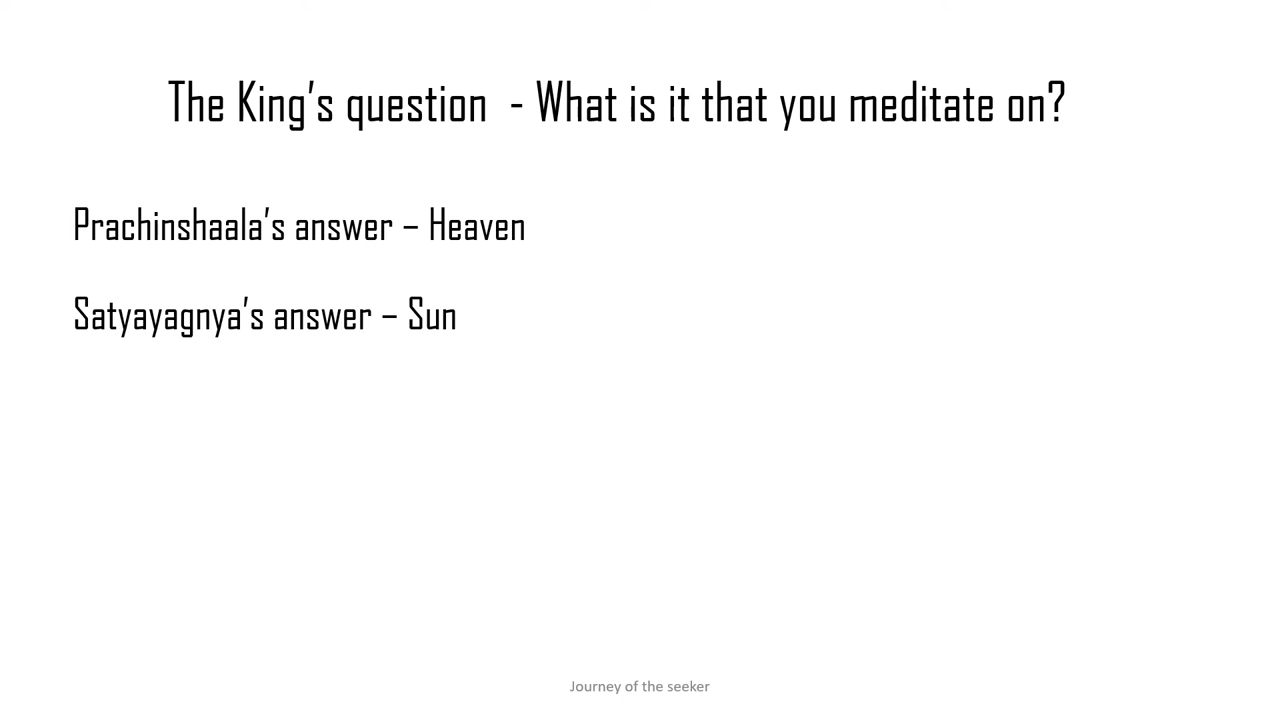 The King’s question  - What is it that you meditate on?
Prachinshaala’s answer – Heaven
Satyayagnya’s answer – Sun
Journey of the seeker